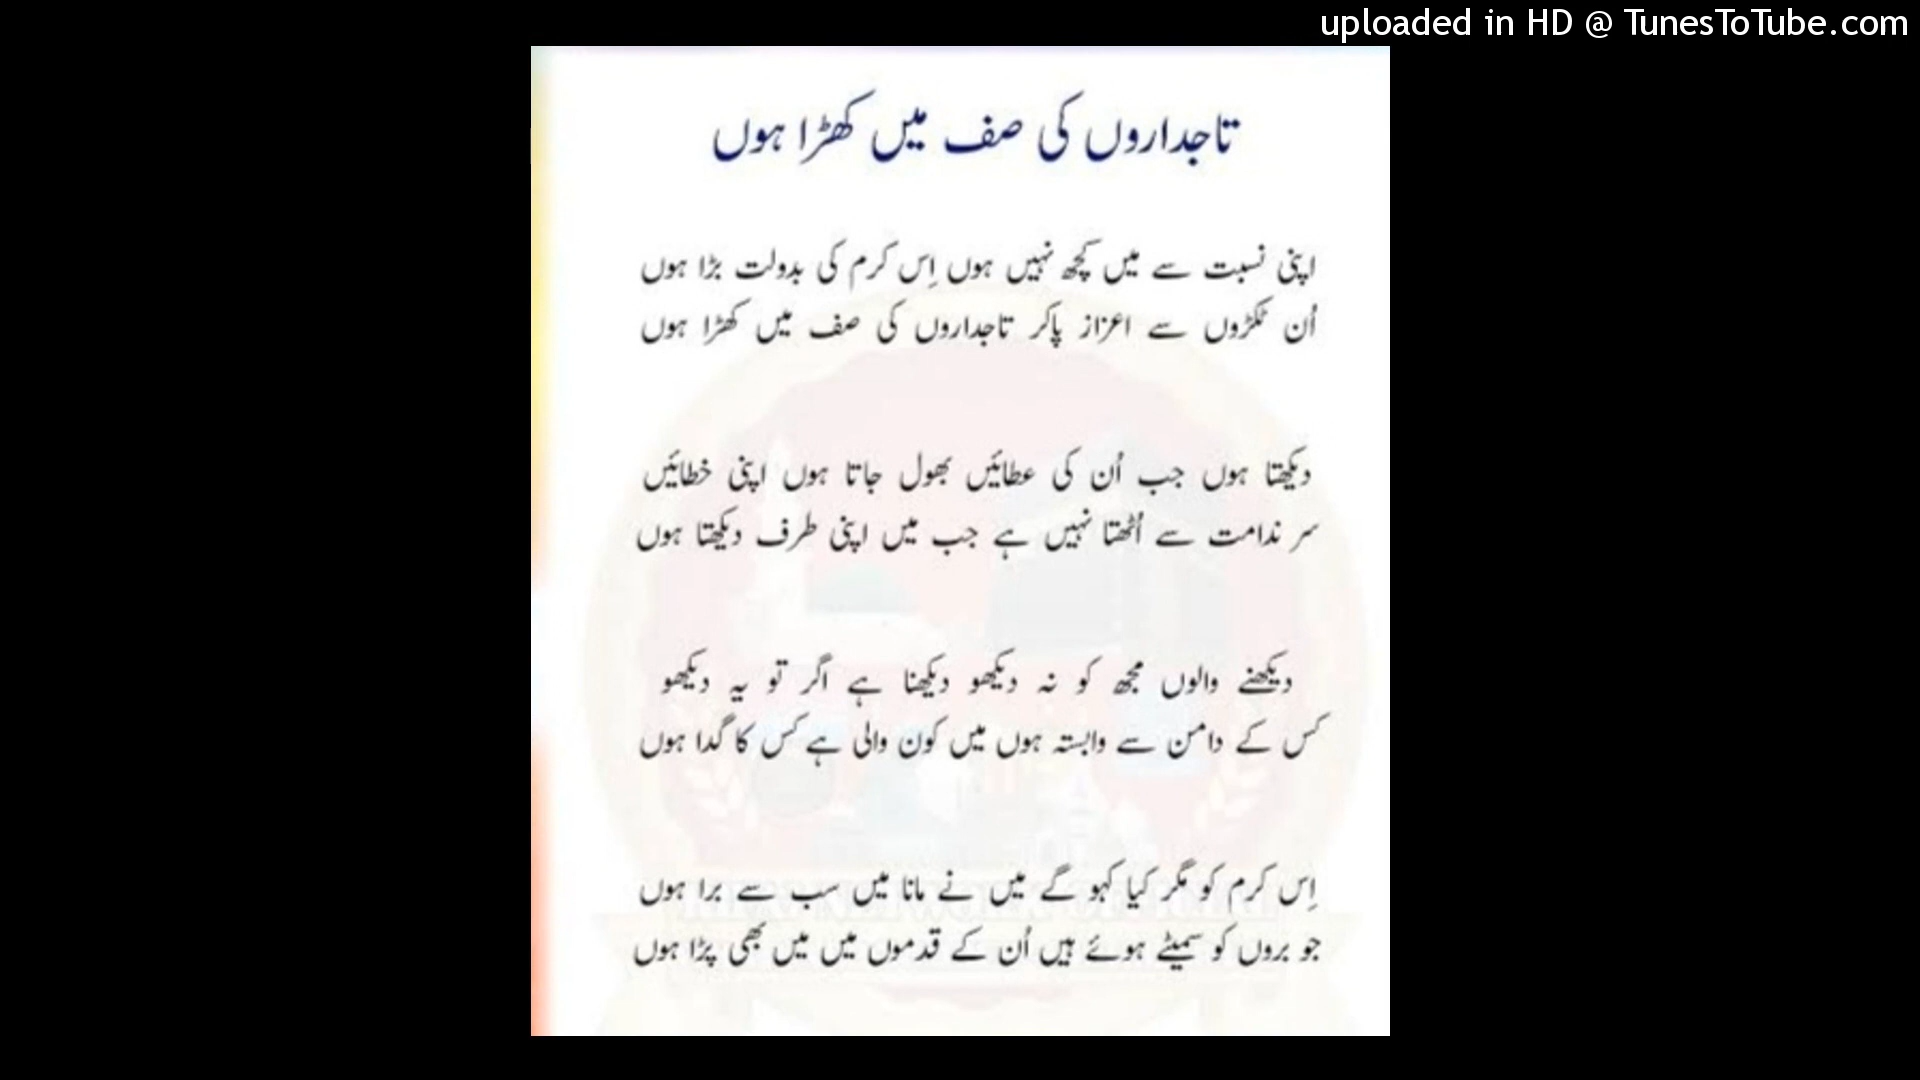 uploaded in HD @ TunesToTube.com
تاجداروں کی صف میں کھڑا ہوں
اپنی نسبت سے میں کچھ نہیں ہوں اِس کرم کی بدولت بڑا ہوں
اُن ٹکڑوں سے اعزاز پاکر تاجداروں کی صف میں کھڑا ہوں
دیکھتا ہوں جب اُن کی عطائیں بھول جاتا ہوں اپنی خطائیں
سر ندامت سے اُٹھتا نہیں ہے جب میں اپنی طرف دیکھتا ہوں
دیکھنے والوں مجھ کو نہ دیکھو دیکھنا ہے اگر تو یہ دیکھو
کس کے دامن سے وابستہ ہوں میں کون والی ہے کس کا گدا ہوں
اِس کرم کو مگر کیا کہو گے میں نے مانا میں سب سے برا ہوں
جو بروں کو سمیٹے ہوئے ہیں اُن کے قدموں میں میں بھی پڑا ہوں